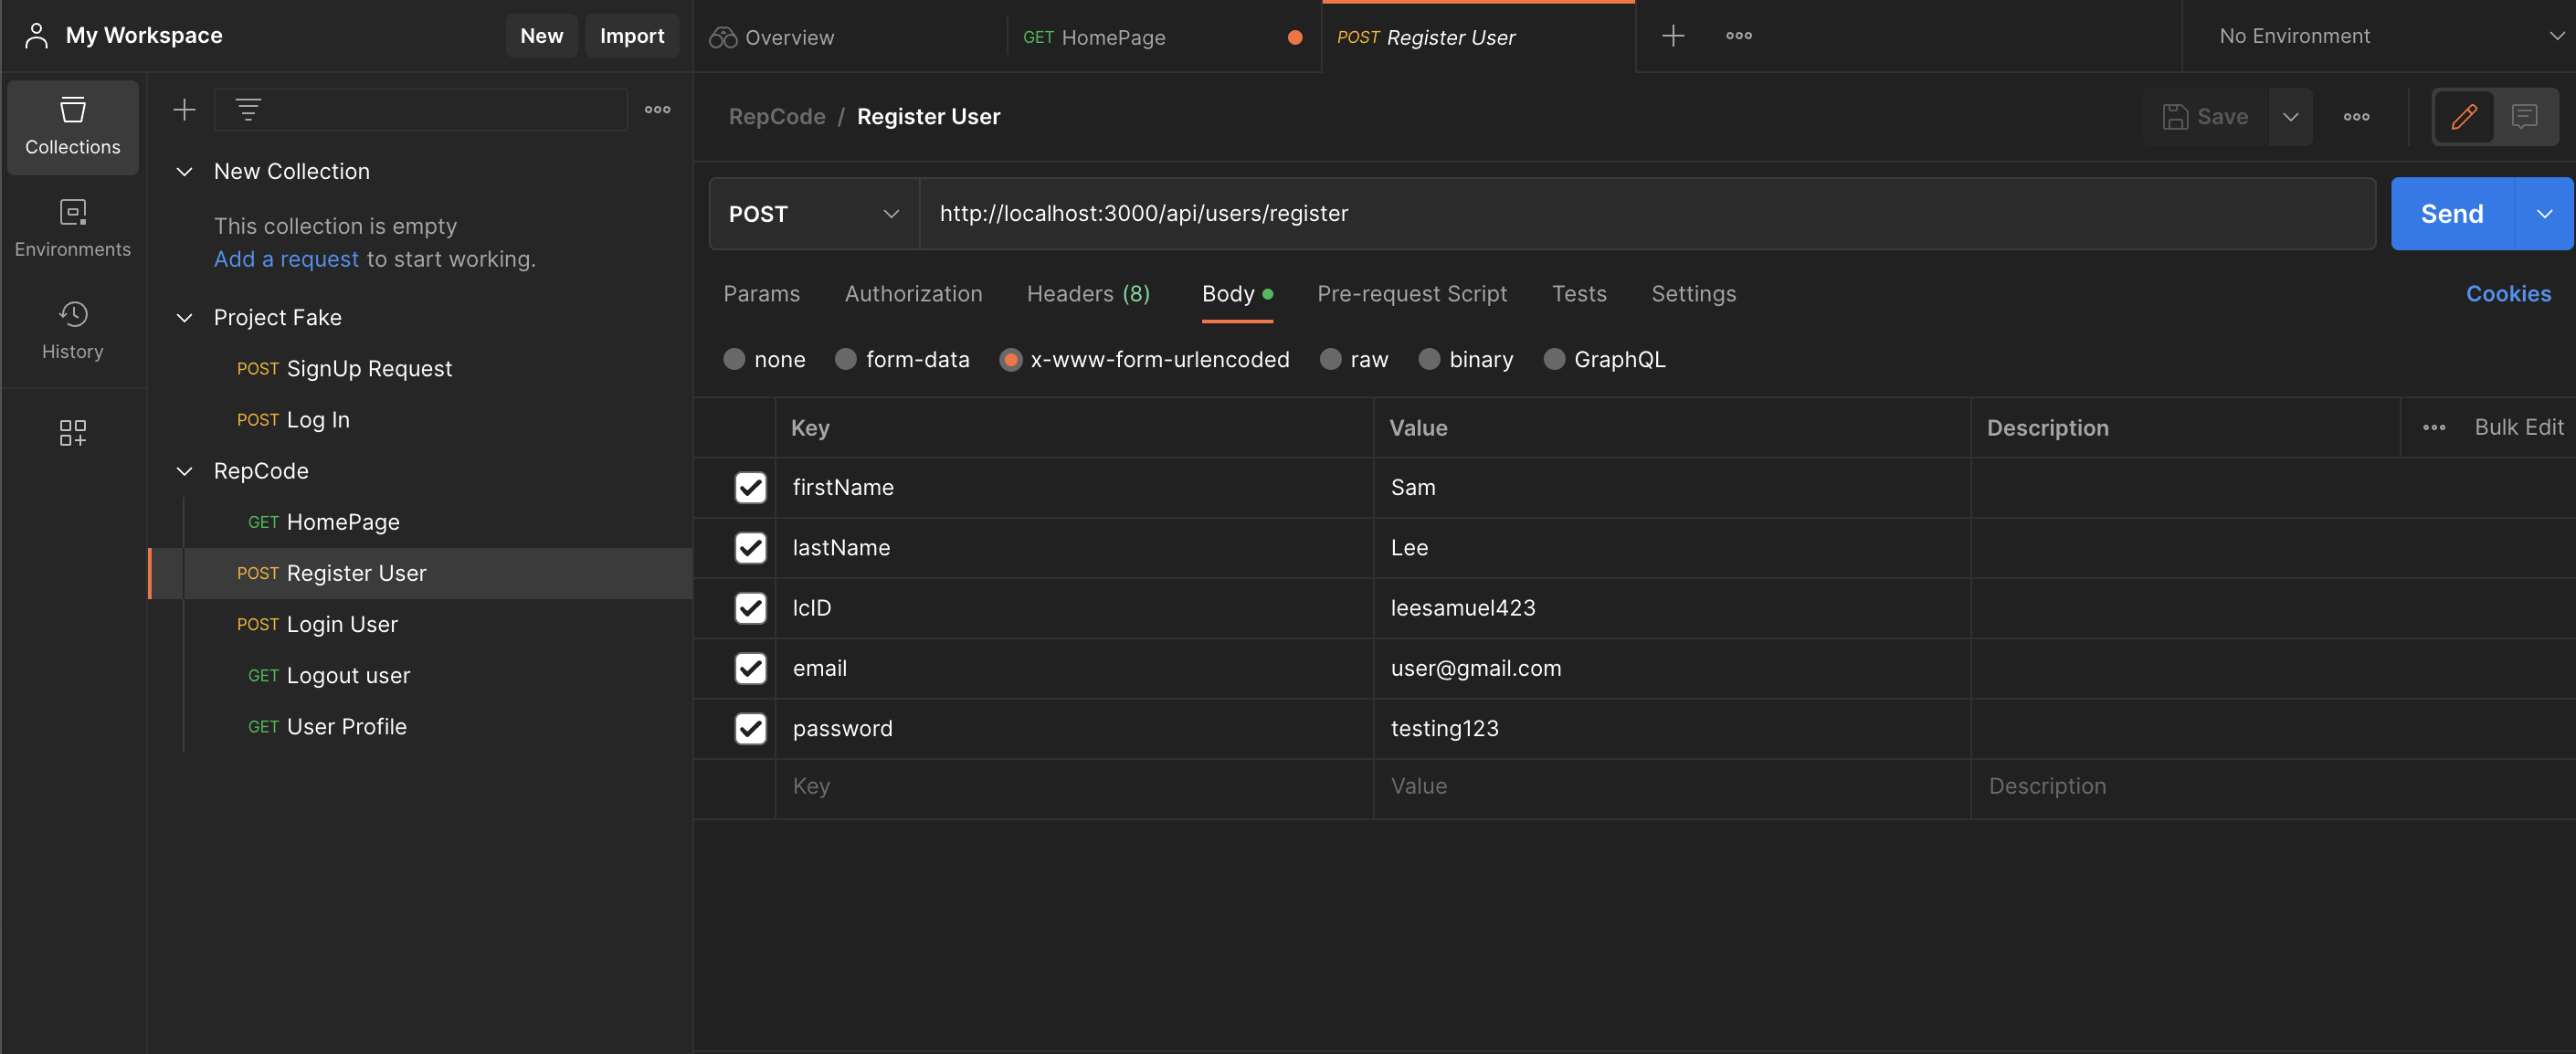 My Workspace
New
Import
Overview
GET HomePage
POST Register User
No Environment
Collections
Environments
History
New Collection
This collection is empty
Add a request to start working.
Project Fake
POST SignUp Request
POST Log In
RepCode
GET HomePage
POST Register User
POST Login User
GET Logout user
GET User Profile
RepCode / Register User
Save
POST
http://localhost:3000/api/users/register
Send
Params Authorization Headers (8) Body Pre-request Script Tests Settings Cookies
none form-data x-www-form-urlencoded raw binary GraphQL
Key Value Description Bulk Edit
firstName Sam
lastName Lee
lcID leesamuel423
email user@gmail.com
password testing123
Key Value Description